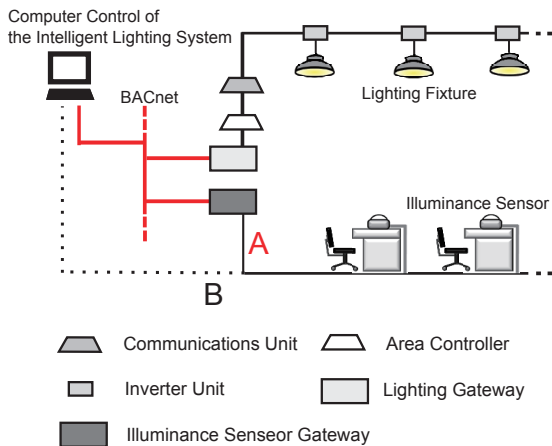 Computer Control of
the Intelligent Lighting System
BACnet
Lighting Fixture
Illuminance Sensor
A
B
Communications Unit
Area Controller
Inverter Unit
Lighting Gateway
Illuminance Senseor Gateway